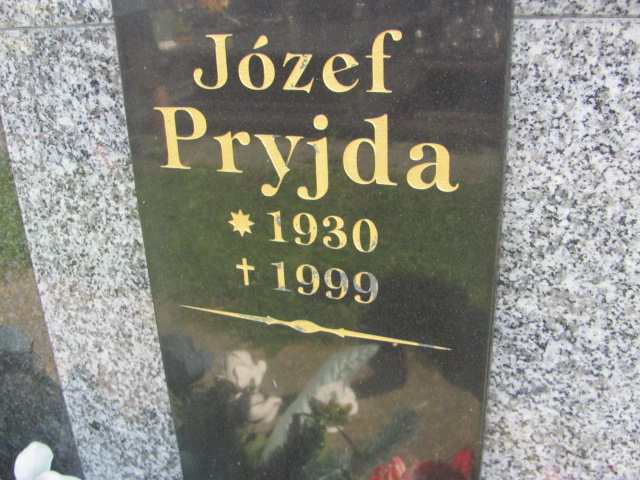 Józef
Pryjda
* 1930
† 1999